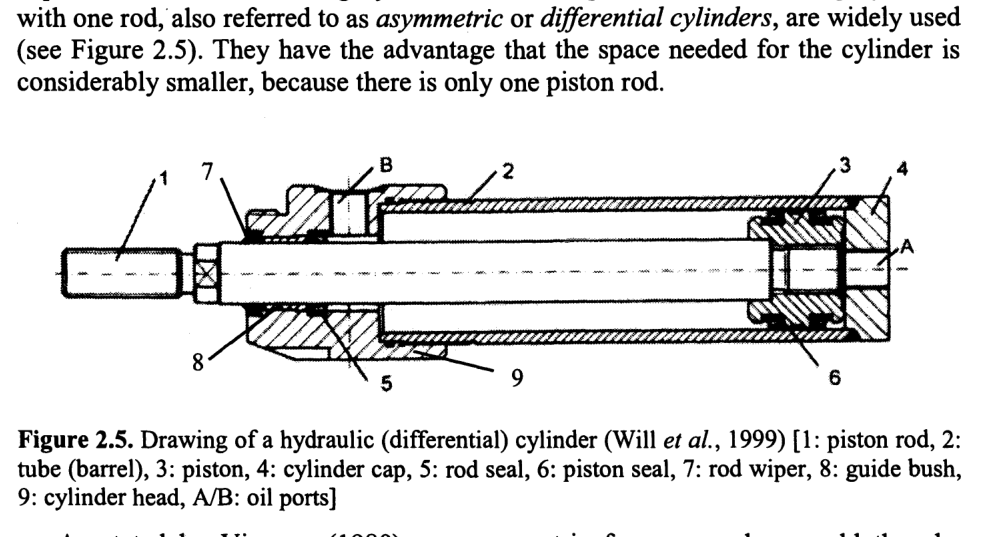 with one rod, also referred to as asymmetric or differential cylinders, are widely used
(see Figure 2.5). They have the advantage that the space needed for the cylinder is
considerably smaller, because there is only one piston rod.
1
7
B
2
3
4
A
8
5
9
6
Figure 2.5. Drawing of a hydraulic (differential) cylinder (Will et al., 1999) [1: piston rod, 2:
tube (barrel), 3: piston, 4: cylinder cap, 5: rod seal, 6: piston seal, 7: rod wiper, 8: guide bush,
9: cylinder head, A/B: oil ports]